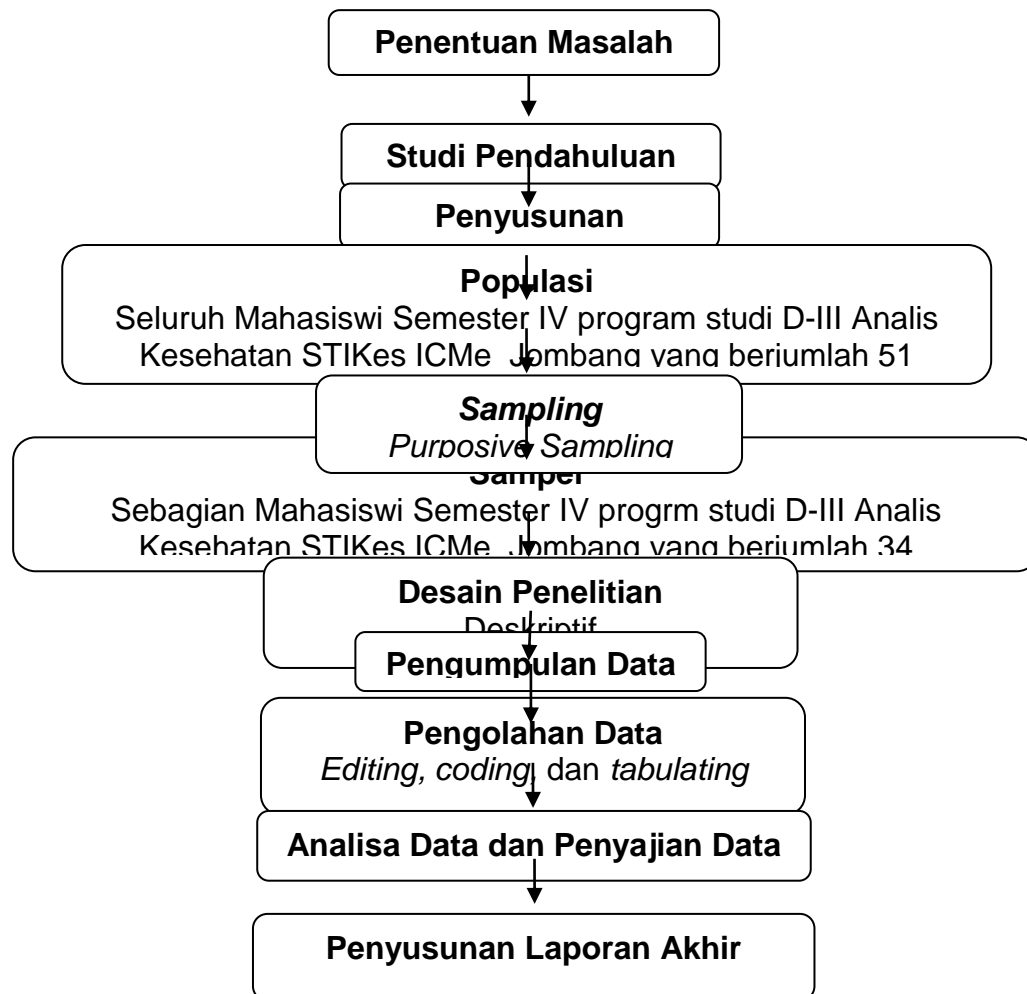 Penentuan Masalah
Studi Pendahuluan
Penyusunan
Populasi
Seluruh Mahasiswi Semester IV program studi D-III Analis
Kesehatan STIKes ICMe Jombang yang berjumlah 51
Sampling
Purposive Sampling
Sampel
Sebagian Mahasiswi Semester IV progrm studi D-III Analis
Kesehatan STIKes ICMe Jombang yang berjumlah 34
Desain Penelitian
Deskriptif
Pengumpulan Data
Pengolahan Data
Editing, coding, dan tabulating
Analisa Data dan Penyajian Data
Penyusunan Laporan Akhir